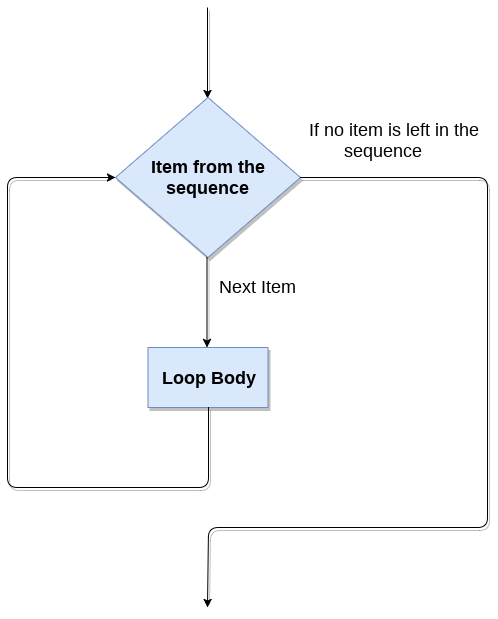 If no item is left in the
sequence
Item from the
sequence
Next Item
Loop Body